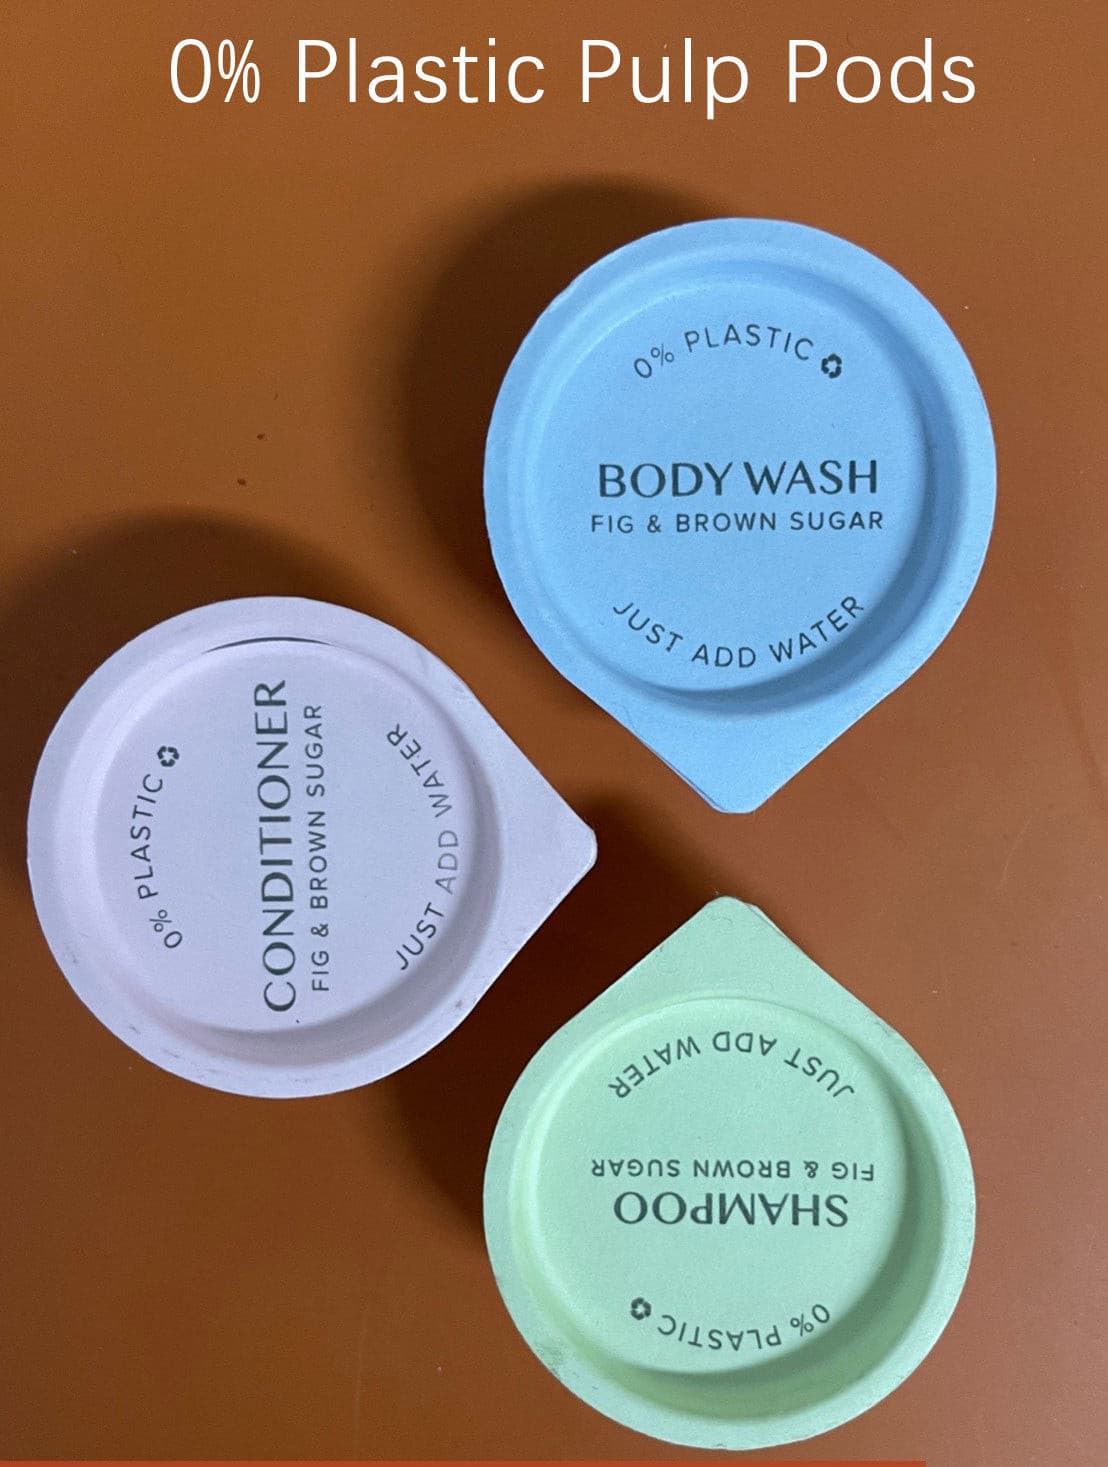 0% Plastic Pulp Pods
0% PLASTIC
BODY WASH
FIG & BROWN SUGAR
JUST ADD WATER
0% PLASTIC
CONDITIONER
FIG & BROWN SUGAR
JUST ADD WATER
0% PLASTIC
SHAMPOO
FIG & BROWN SUGAR
JUST ADD WATER